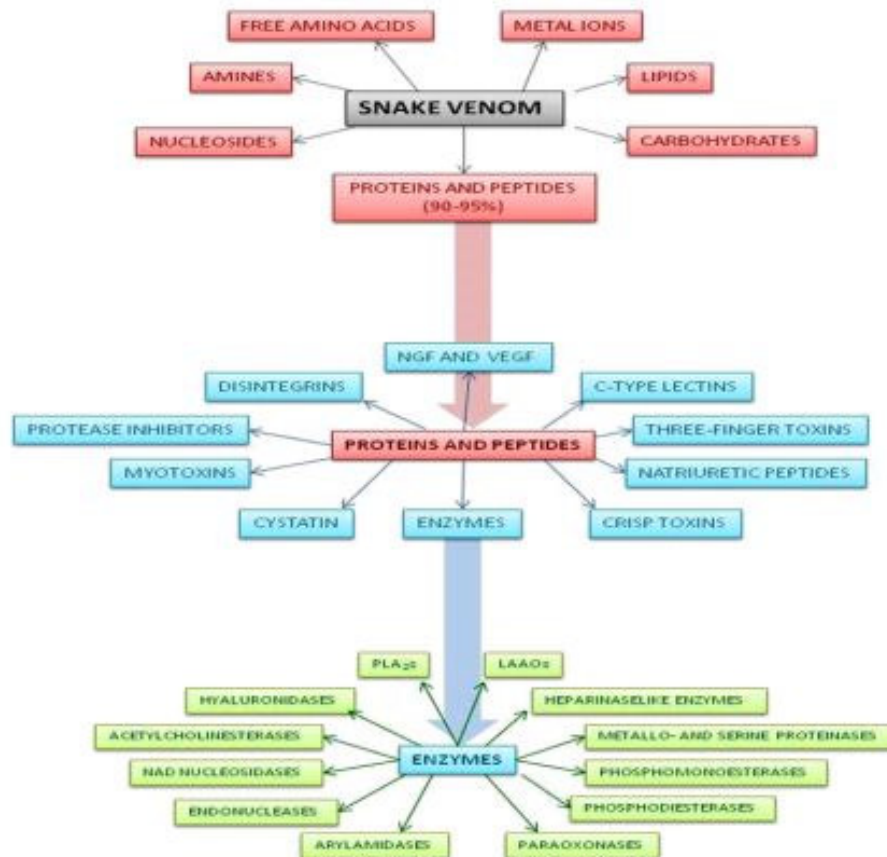 FREE AMINO ACIDS
METAL IONS
AMINES
LIPIDS
SNAKE VENOM
NUCLEOSIDES
CARBOHYDRATES
PROTEINS AND PEPTIDES
(90-95%)
NGF AND VEGF
DISINTEGRINS
C-TYPE LECTINS
PROTEASE INHIBITORS
PROTEINS AND PEPTIDES
THREE-FINGER TOXINS
MYOTOXINS
NATRIURETIC PEPTIDES
CYSTATIN
ENZYMES
CRISP TOXINS
PLA₂s
LAAOs
HYALURONIDASES
HEPARINASELIKE ENZYMES
ACETYLCHOLINESTERASES
METALLO- AND SERINE PROTEINASES
ENZYMES
NAD NUCLEOSIDASES
PHOSPHOMONOESTERASES
ENDONUCLEASES
PHOSPHODIESTERASES
ARYLAMIDASES
PARAOXONASES